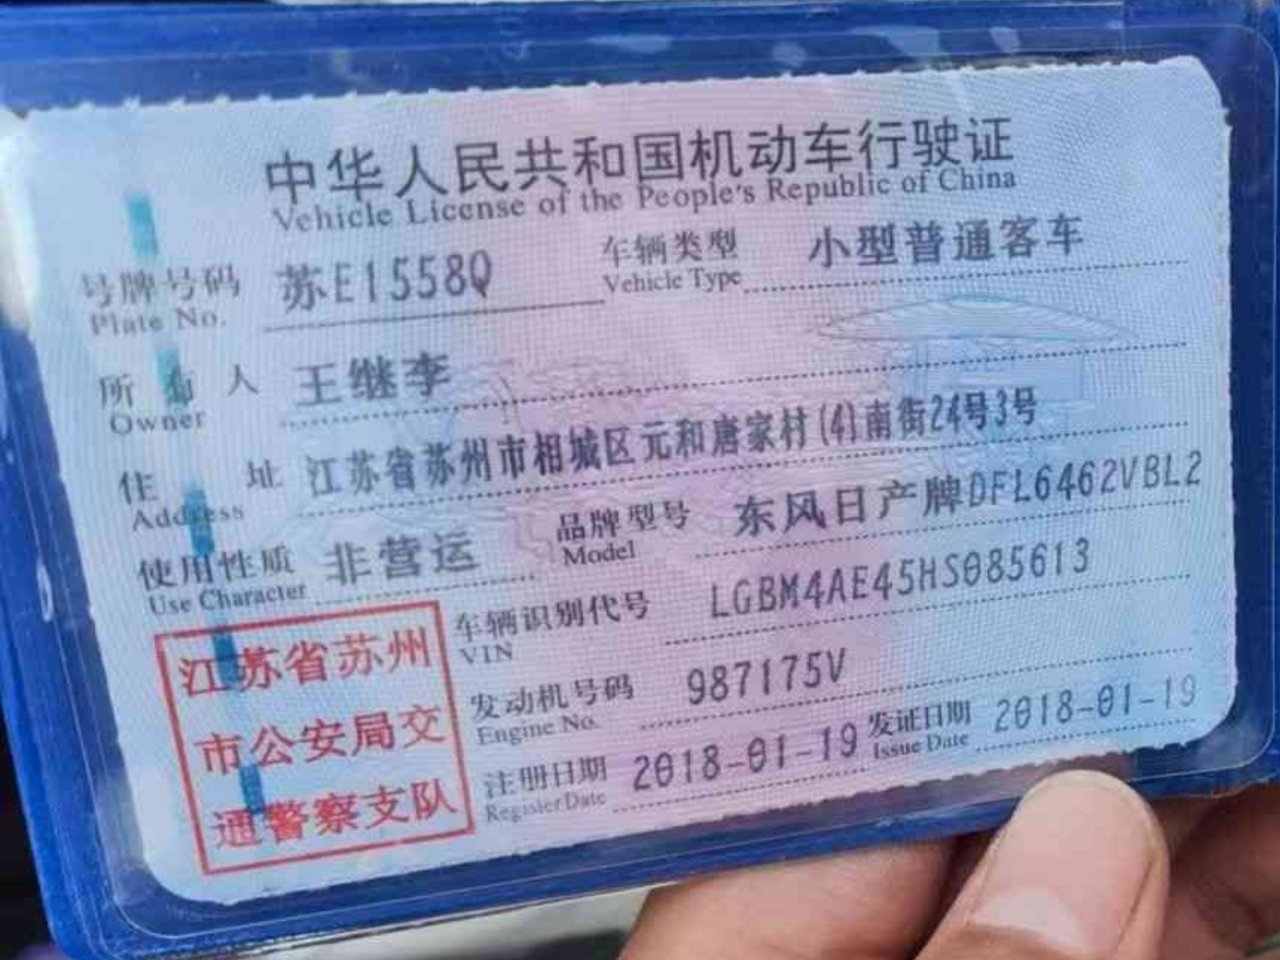 中华人民共和国机动车行驶证
Vehicle License of the People's Republic of China
号牌号码 苏E1558Q 车辆类型 小型普通客车
Plate No. Vehicle Type
所有人 王继李
Owner
住址 江苏省苏州市相城区元和唐家村(4)南街24号3号
Address
使用性质 非营运 品牌型号 东风日产牌DFL6462VBL2
Use Character Model
车辆识别代号 LGBM4AE45HS085613
VIN
发动机号码 987175V
Engine No.
注册日期 2018-01-19 发证日期 2018-01-19
Register Date Issue Date
江苏省苏州
市公安局交
通警察支队